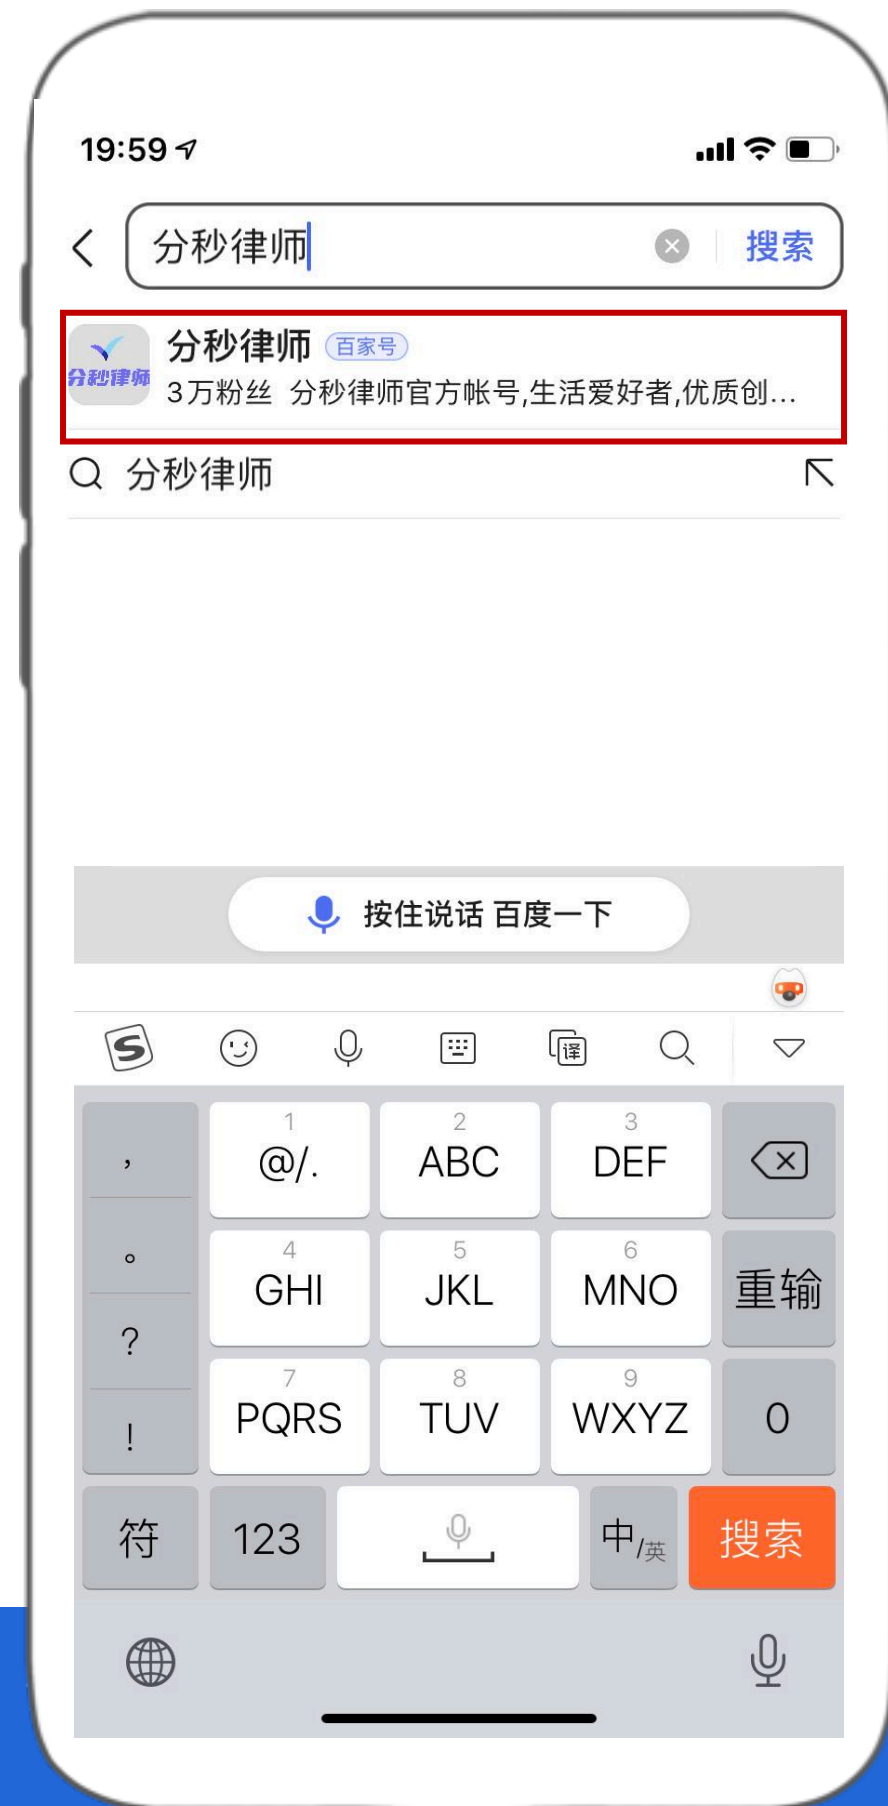 19:59
分秒律师 搜索
分秒律师 百家号
分秒律师
3万粉丝 分秒律师官方帐号,生活爱好者,优质创...
分秒律师
按住说话 百度一下
S 译
, 1 2 3
@/. ABC DEF
。 4 5 6
GHI JKL MNO 重输
?
7 8 9
! PQRS TUV WXYZ 0
符 123 中/英 搜索